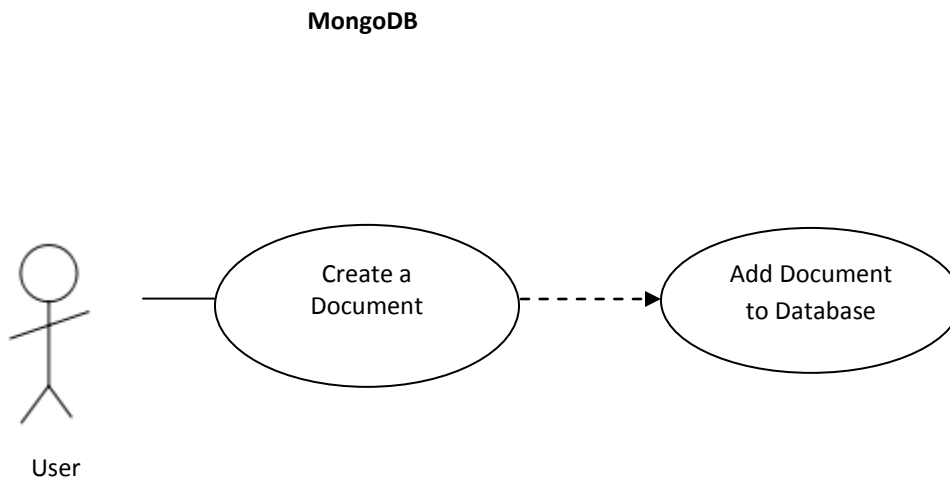 MongoDB
Create a
Document
Add Document
to Database
User